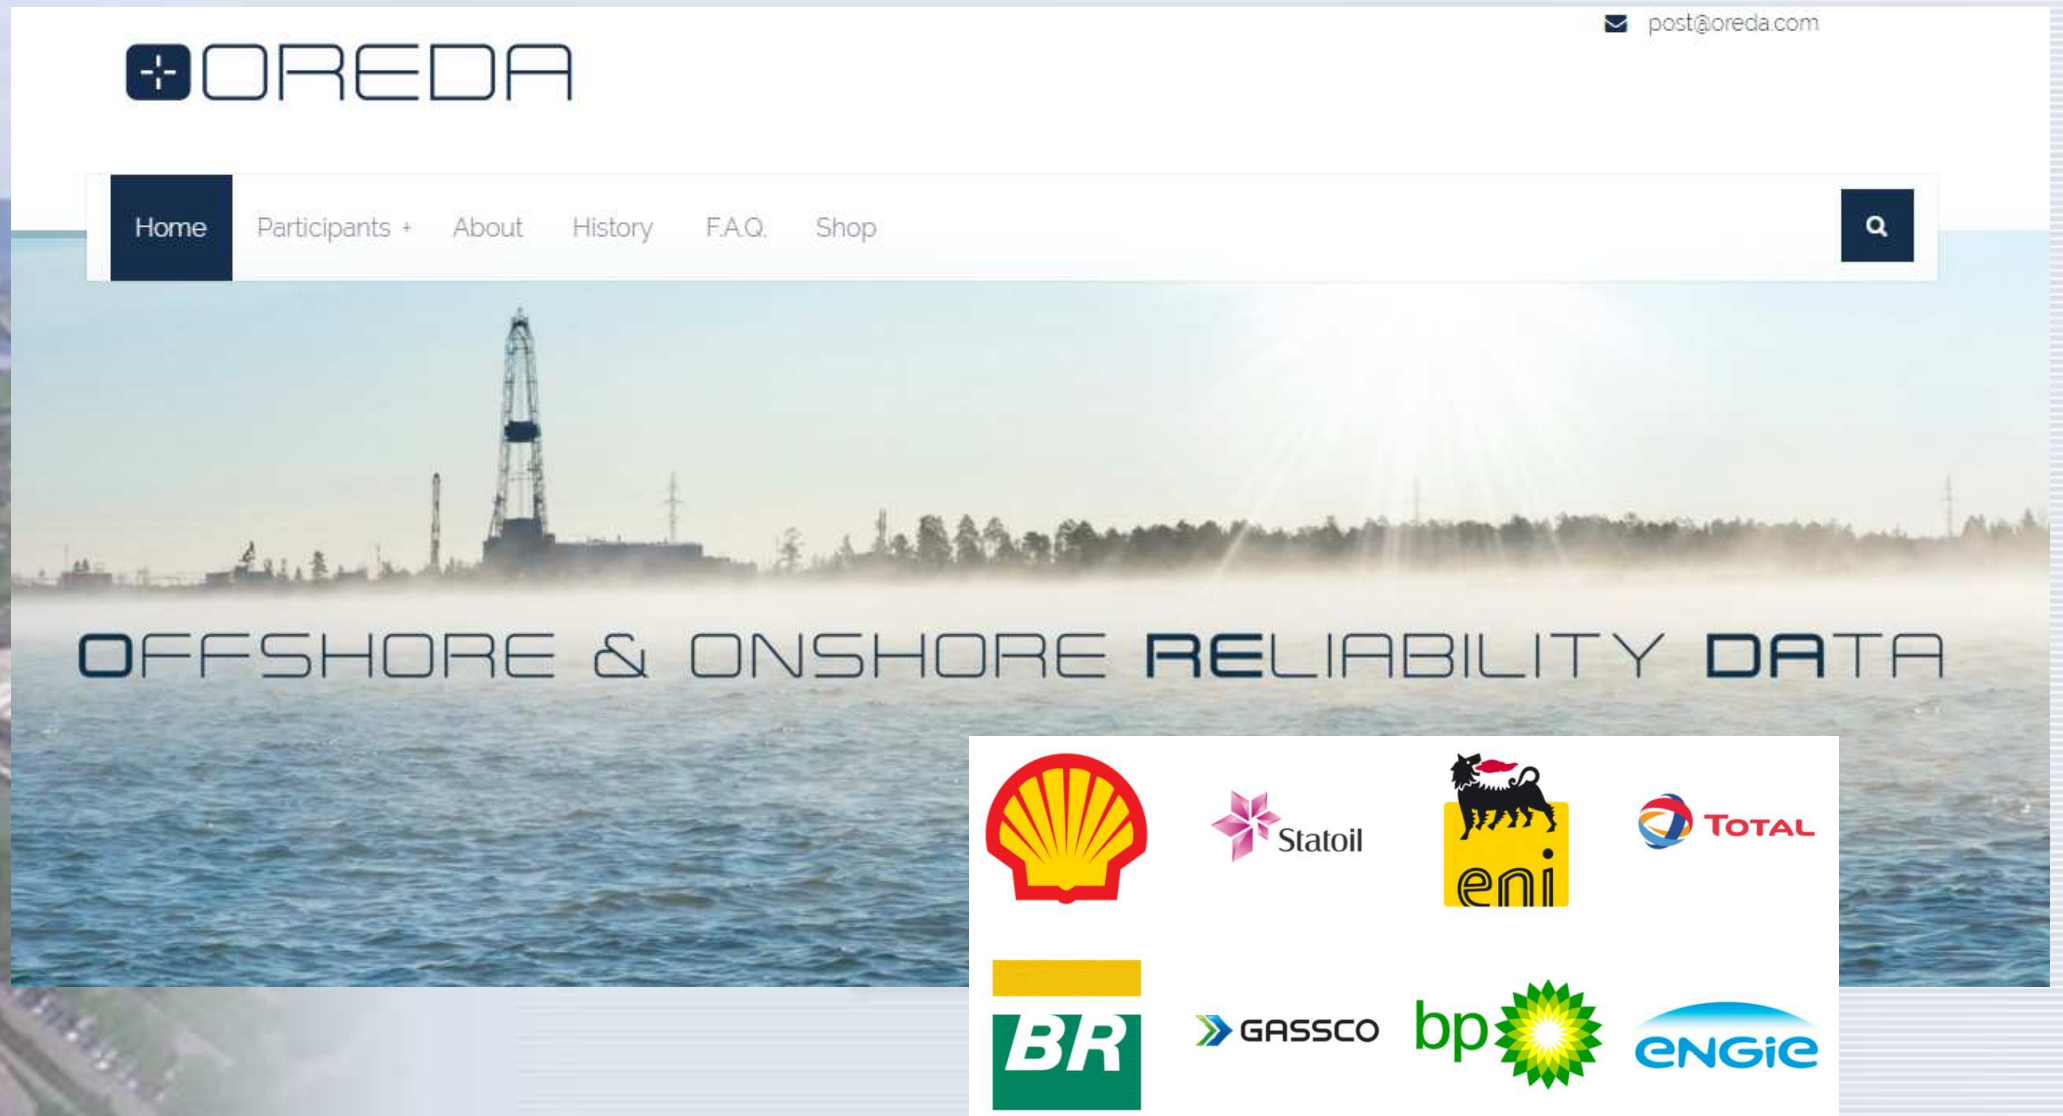 post@oreda.com
OREDA
Home Participants + About History F.A.Q. Shop
OFFSHORE & ONSHORE RELIABILITY DATA
Statoil
eni
TOTAL
BR
GASSCO
bp
ENGIE